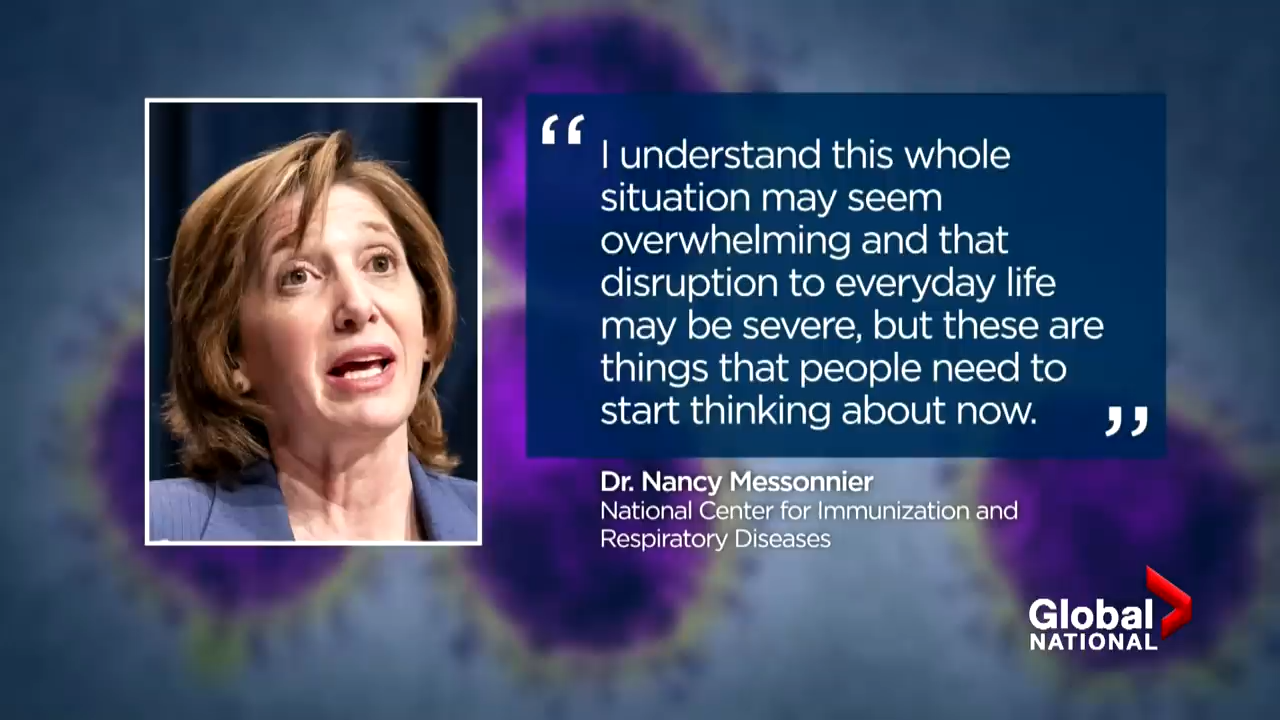 “
I understand this whole
situation may seem
overwhelming and that
disruption to everyday life
may be severe, but these are
things that people need to
start thinking about now.
”
Dr. Nancy Messonnier
National Center for Immunization and
Respiratory Diseases
Global
NATIONAL